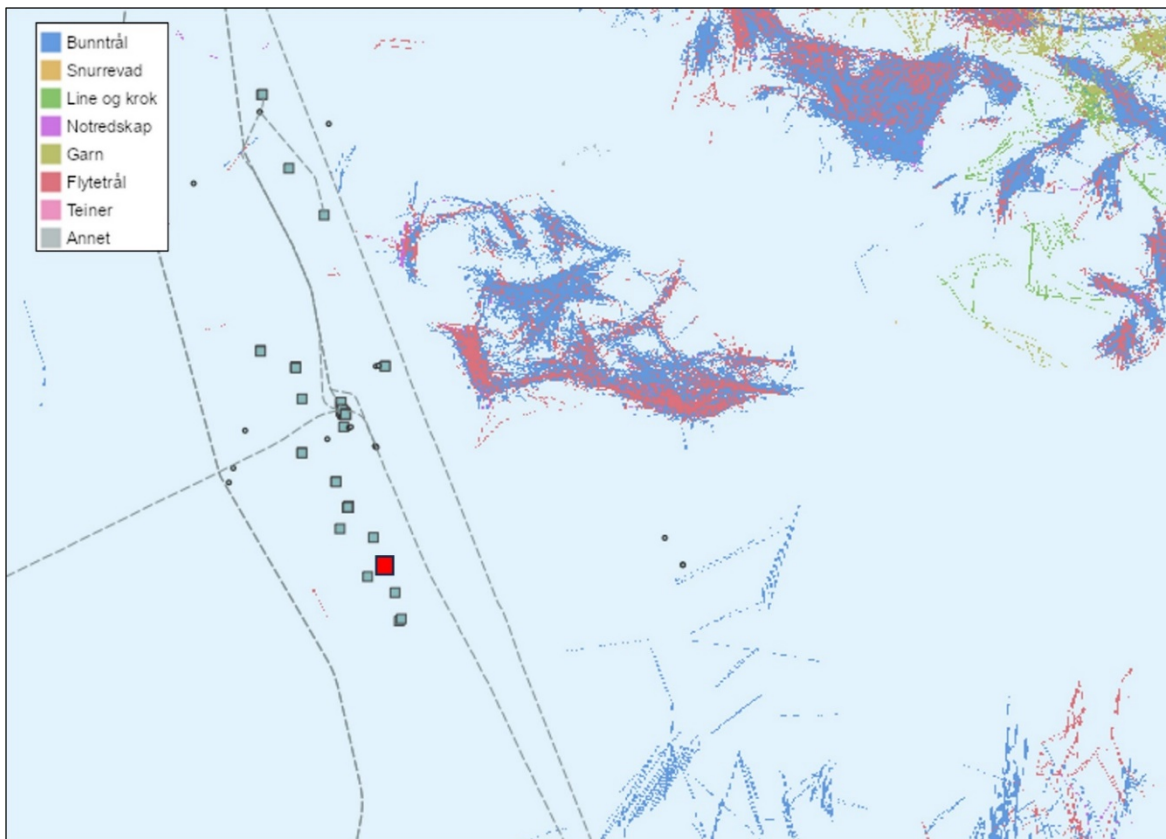 Bunntrål
Snurrevad
Line og krok
Notredskap
Garn
Flytetrål
Teiner
Annet